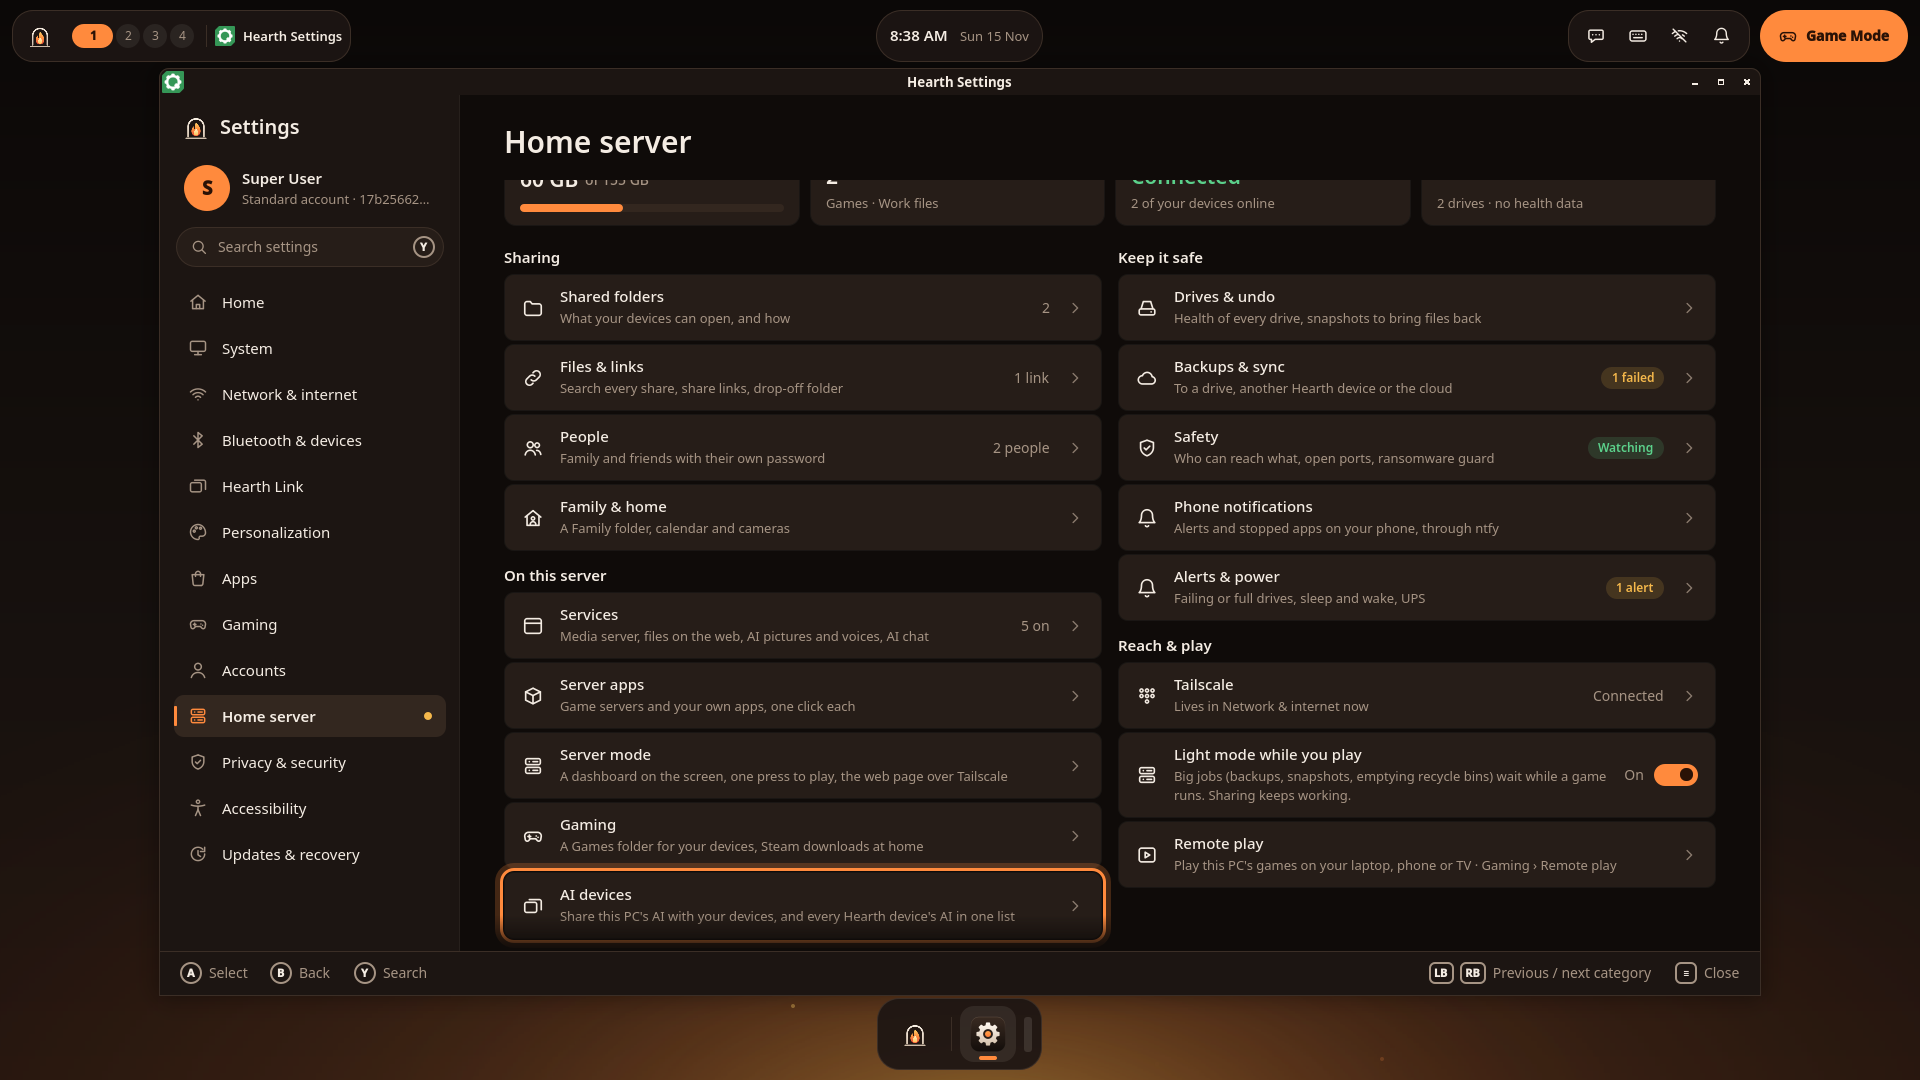 1
2
3
4
Hearth Settings
8:38 AM Sun 15 Nov
Game Mode
Hearth Settings
Settings
S
Super User
Standard account · 17b25662...
Search settings
Y
Home
System
Network & internet
Bluetooth & devices
Hearth Link
Personalization
Apps
Gaming
Accounts
Home server
Privacy & security
Accessibility
Updates & recovery
Home server
Games · Work files
Connected
2 of your devices online
2 drives · no health data
Sharing
Shared folders
What your devices can open, and how
2
Files & links
Search every share, share links, drop-off folder
1 link
People
Family and friends with their own password
2 people
Family & home
A Family folder, calendar and cameras
On this server
Services
Media server, files on the web, AI pictures and voices, AI chat
5 on
Server apps
Game servers and your own apps, one click each
Server mode
A dashboard on the screen, one press to play, the web page over Tailscale
Gaming
A Games folder for your devices, Steam downloads at home
AI devices
Share this PC's AI with your devices, and every Hearth device's AI in one list
Keep it safe
Drives & undo
Health of every drive, snapshots to bring files back
Backups & sync
To a drive, another Hearth device or the cloud
1 failed
Safety
Who can reach what, open ports, ransomware guard
Watching
Phone notifications
Alerts and stopped apps on your phone, through ntfy
Alerts & power
Failing or full drives, sleep and wake, UPS
1 alert
Reach & play
Tailscale
Lives in Network & internet now
Connected
Light mode while you play
Big jobs (backups, snapshots, emptying recycle bins) wait while a game
runs. Sharing keeps working.
On
Remote play
Play this PC's games on your laptop, phone or TV · Gaming › Remote play
A Select
B Back
Y Search
LB RB Previous / next category
Close